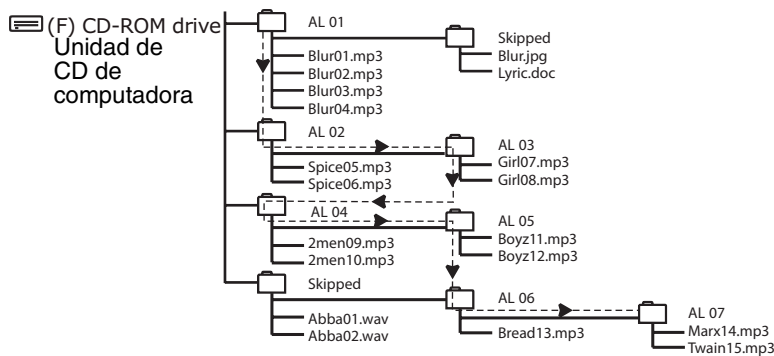 (F) CD-ROM drive
Unidad de
CD de
computadora
AL 01
Blur01.mp3
Blur02.mp3
Blur03.mp3
Blur04.mp3
Skipped
Blur.jpg
Lyric.doc
AL 02
Spice05.mp3
Spice06.mp3
AL 03
Girl07.mp3
Girl08.mp3
AL 04
2men09.mp3
2men10.mp3
AL 05
Boyz11.mp3
Boyz12.mp3
Skipped
Abba01.wav
Abba02.wav
AL 06
Bread13.mp3
AL 07
Marx14.mp3
Twain15.mp3